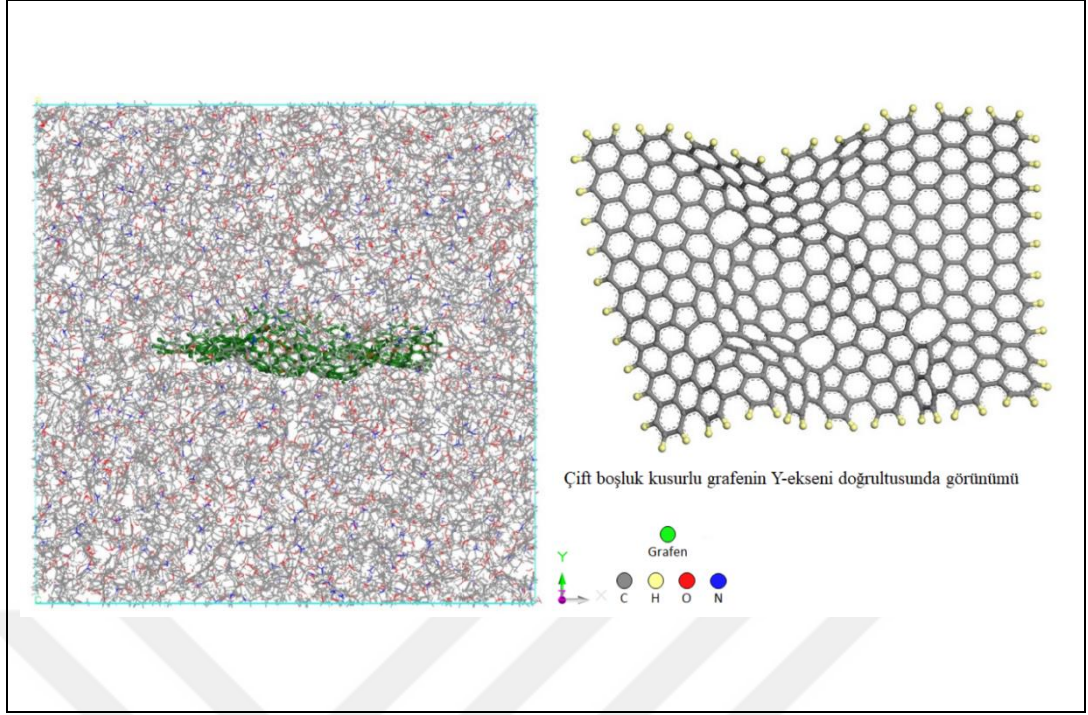 Çift boşluk kusurlu grafenin Y-ekseni doğrultusunda görünümü
Grafen
Y
X
C H O N